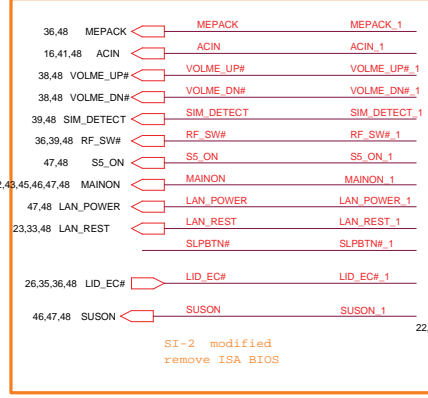 36,48 MEPACK MEPACK MEPACK_1
16,41,48 ACIN ACIN ACIN_1
38,48 VOLME_UP# VOLME_UP# VOLME_UP#_1
38,48 VOLME_DN# VOLME_DN# VOLME_DN#_1
39,48 SIM_DETECT SIM_DETECT SIM_DETECT_1
36,39,48 RF_SW# RF_SW# RF_SW#_1
47,48 S5_ON S5_ON S5_ON_1
2,43,45,46,47,48 MAINON MAINON MAINON_1
47,48 LAN_POWER LAN_POWER LAN_POWER_1
23,33,48 LAN_REST LAN_REST LAN_REST_1
SLPBTN# SLPBTN#_1
26,35,36,48 LID_EC# LID_EC# LID_EC#_1
46,47,48 SUSON SUSON SUSON_1
22,
SI-2 modified
remove ISA BIOS